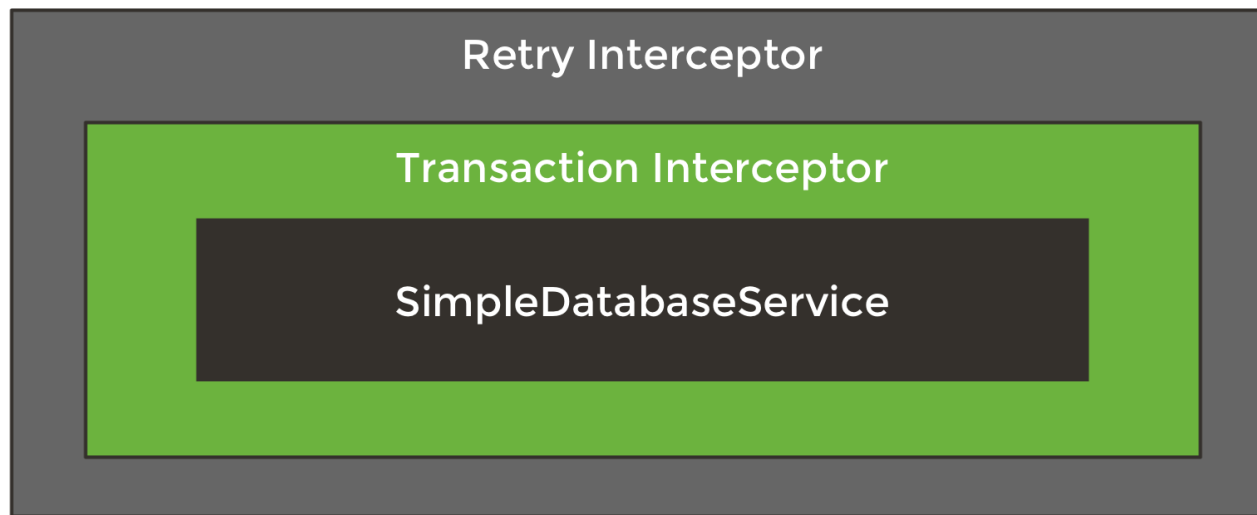 Retry Interceptor
Transaction Interceptor
SimpleDatabaseService